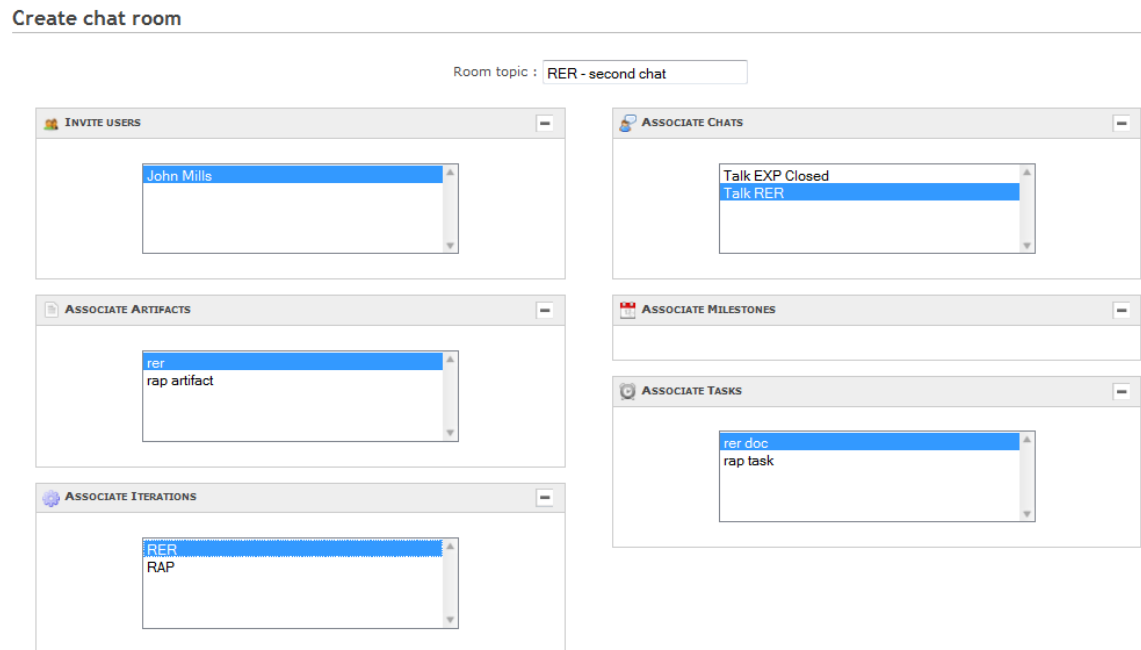 Create chat room
Room topic : RER - second chat
INVITE USERS
John Mills
ASSOCIATE ARTIFACTS
rer
rap artifact
ASSOCIATE ITERATIONS
RER
RAP
ASSOCIATE CHATS
Talk EXP Closed
Talk RER
ASSOCIATE MILESTONES
ASSOCIATE TASKS
rer doc
rap task